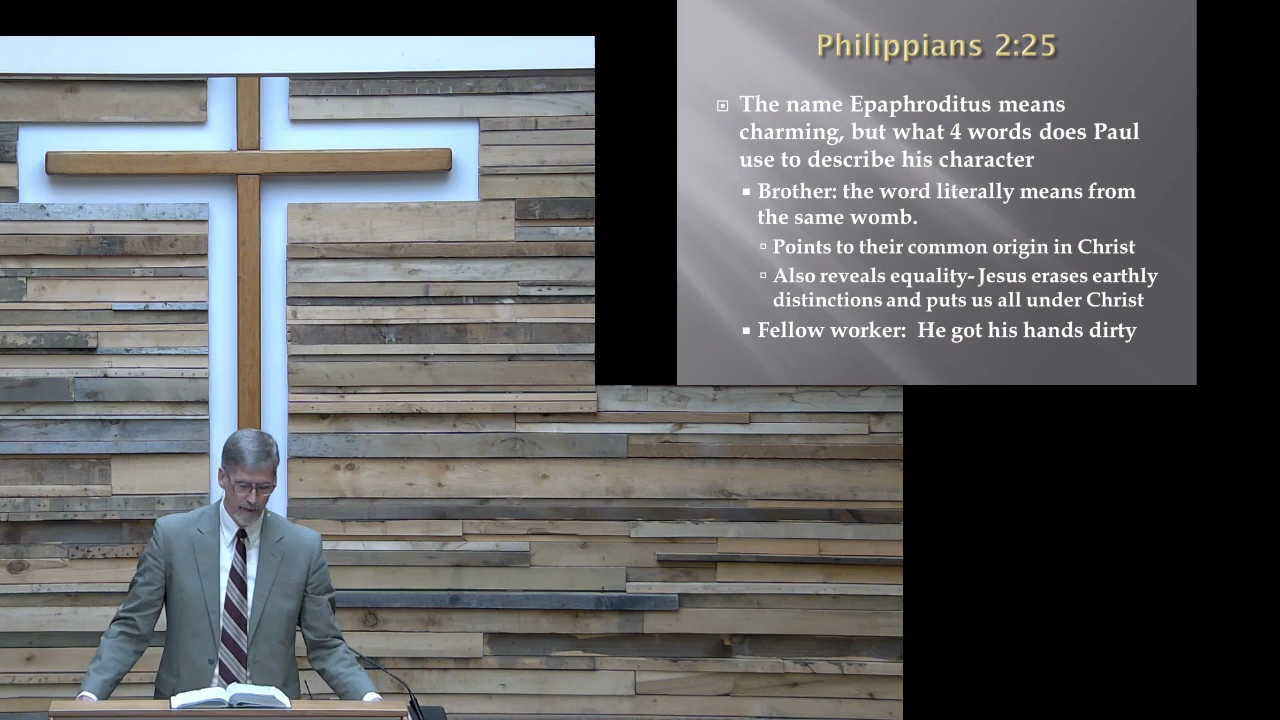 Philippians 2:25
The name Epaphroditus means
charming, but what 4 words does Paul
use to describe his character
Brother: the word literally means from
the same womb.
Points to their common origin in Christ
Also reveals equality- Jesus erases earthly
distinctions and puts us all under Christ
Fellow worker:  He got his hands dirty